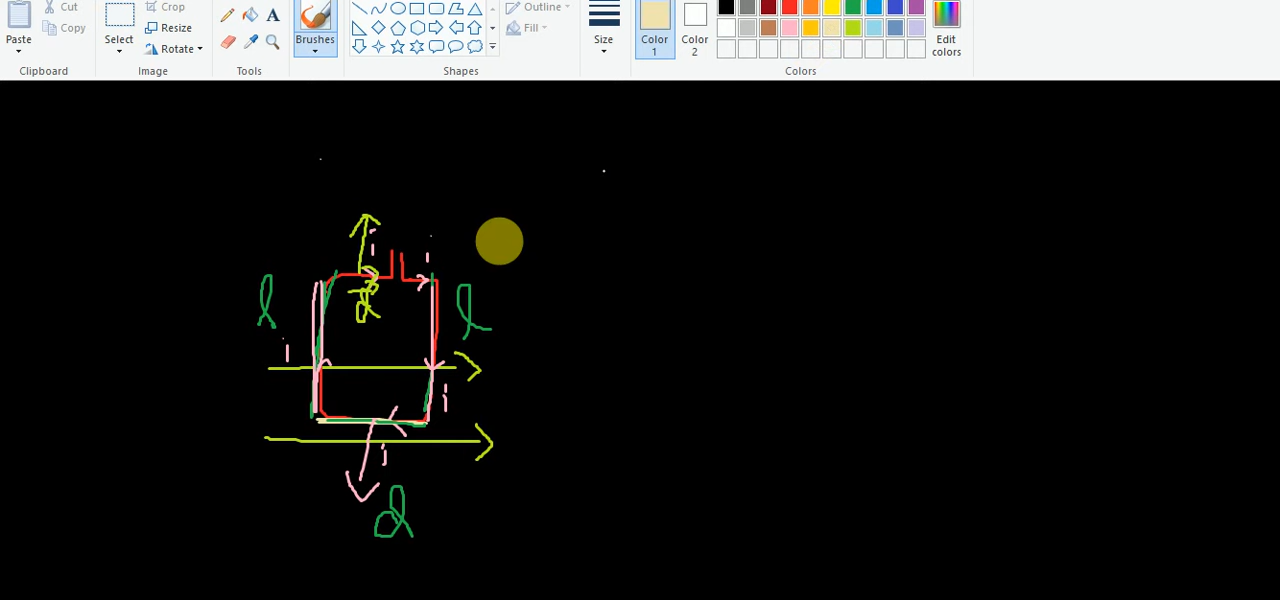 Crop
Outline
Cut
Copy
Resize
Fill
Paste
Select
Rotate
A
Brushes
Size
Color
1
Color
2
Edit
colors
Clipboard
Image
Tools
Shapes
Colors
i
i
l
l
d
i
i
i
d